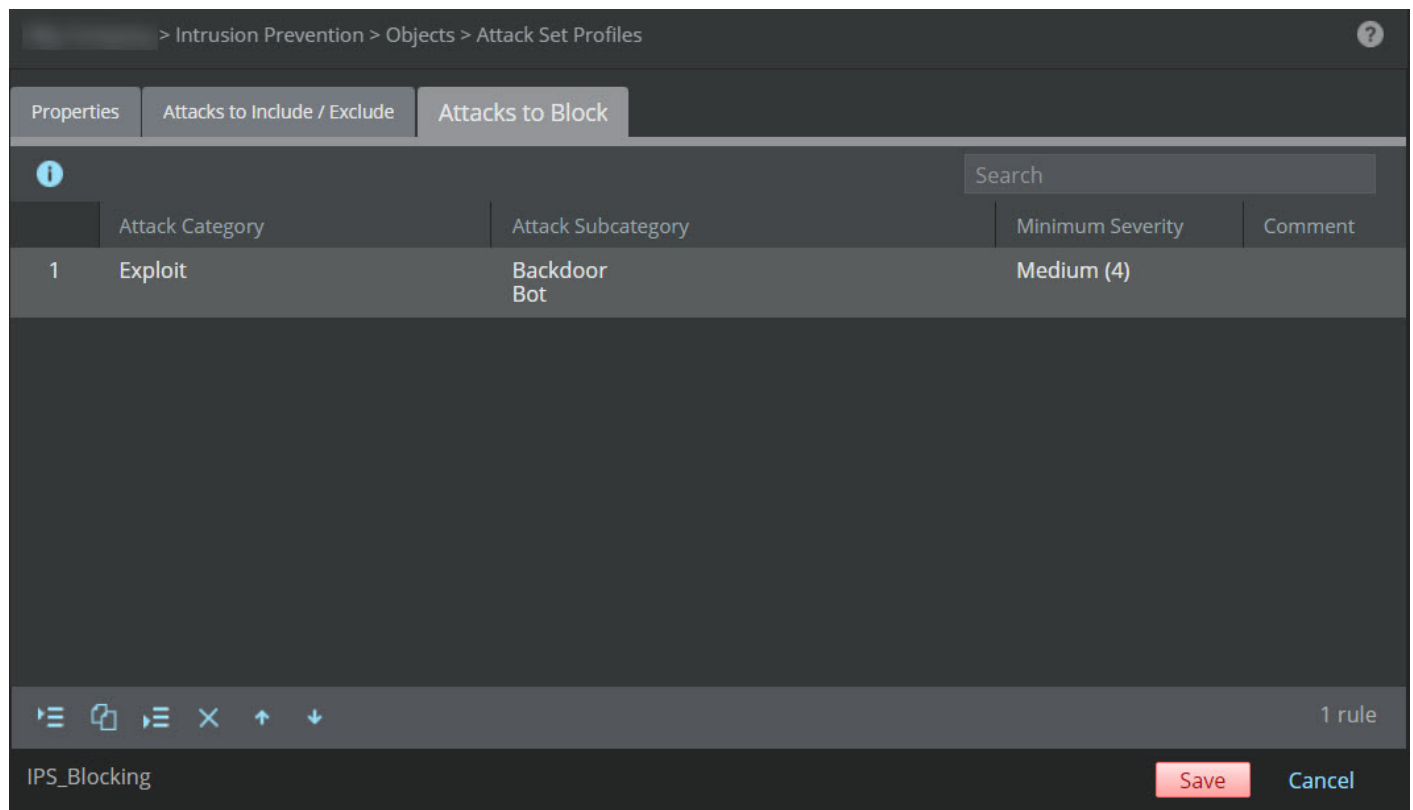 > Intrusion Prevention > Objects > Attack Set Profiles
Properties
Attacks to Include / Exclude
Attacks to Block
Search
Attack Category
Attack Subcategory
Minimum Severity
Comment
1
Exploit
Backdoor
Bot
Medium (4)
1 rule
IPS_Blocking
Save
Cancel